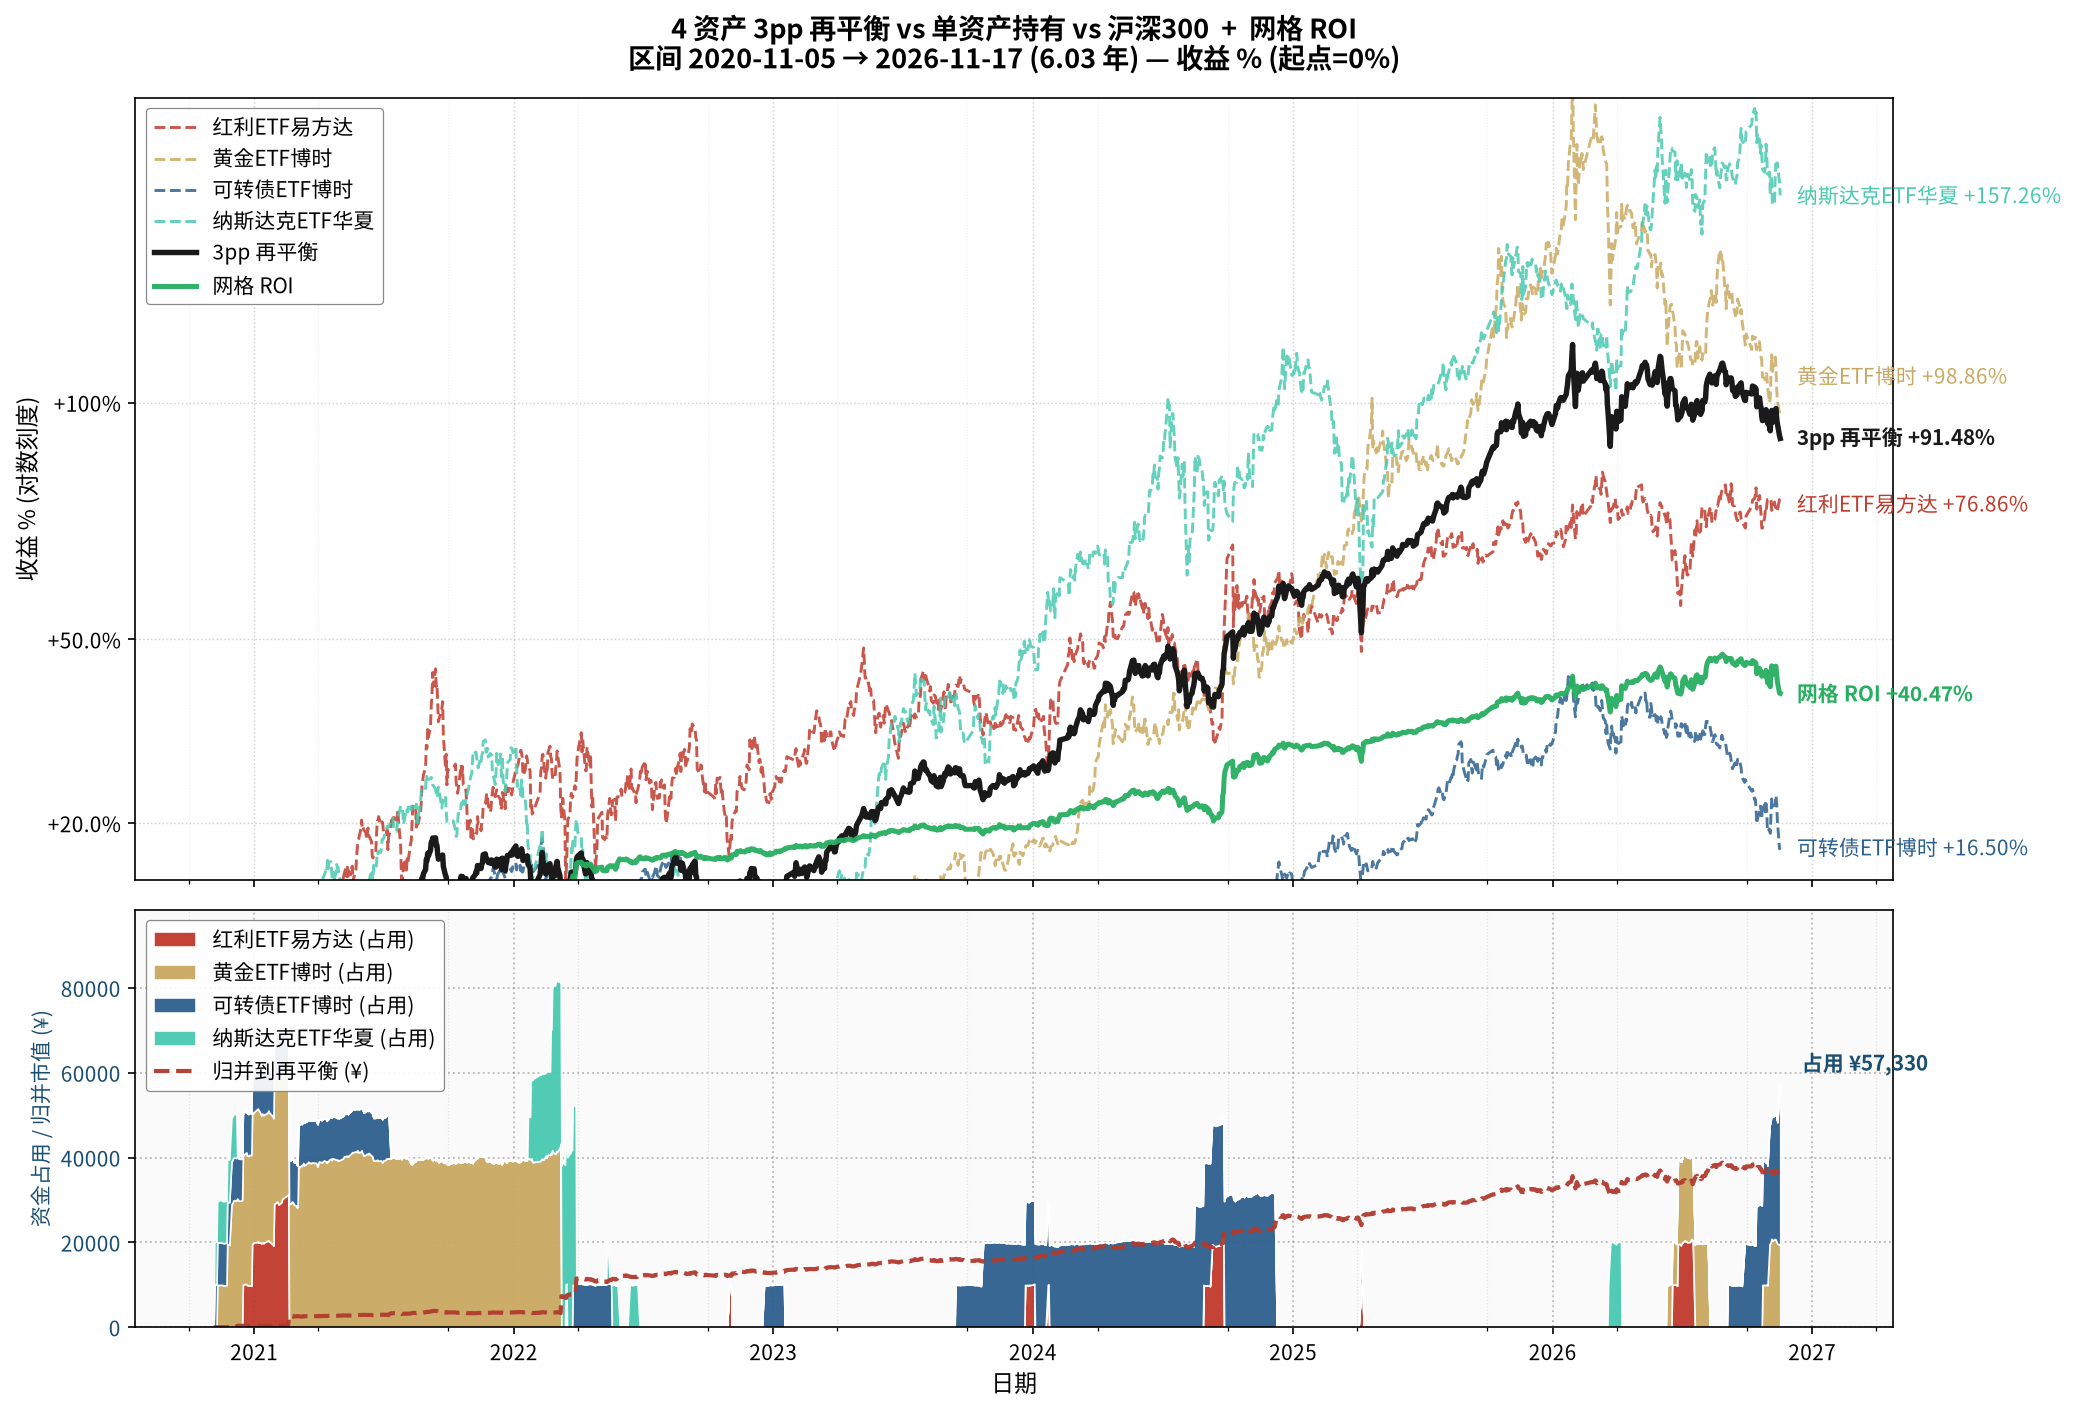 4 资产 3pp 再平衡 vs 单资产持有 vs 沪深300 + 网格 ROI
区间 2020-11-05 → 2026-11-17 (6.03 年) — 收益 % (起点=0%)
红利ETF易方达
黄金ETF博时
可转债ETF博时
纳斯达克ETF华夏
3pp 再平衡
网格 ROI
收益 % (对数刻度)
+100%
+50.0%
+20.0%
纳斯达克ETF华夏 +157.26%
黄金ETF博时 +98.86%
3pp 再平衡 +91.48%
红利ETF易方达 +76.86%
网格 ROI +40.47%
可转债ETF博时 +16.50%
红利ETF易方达 (占用)
黄金ETF博时 (占用)
可转债ETF博时 (占用)
纳斯达克ETF华夏 (占用)
归并到再平衡 (¥)
资金占用 / 归并市值 (¥)
80000
60000
40000
20000
0
占用 ¥57,330
2021
2022
2023
2024
2025
2026
2027
日期